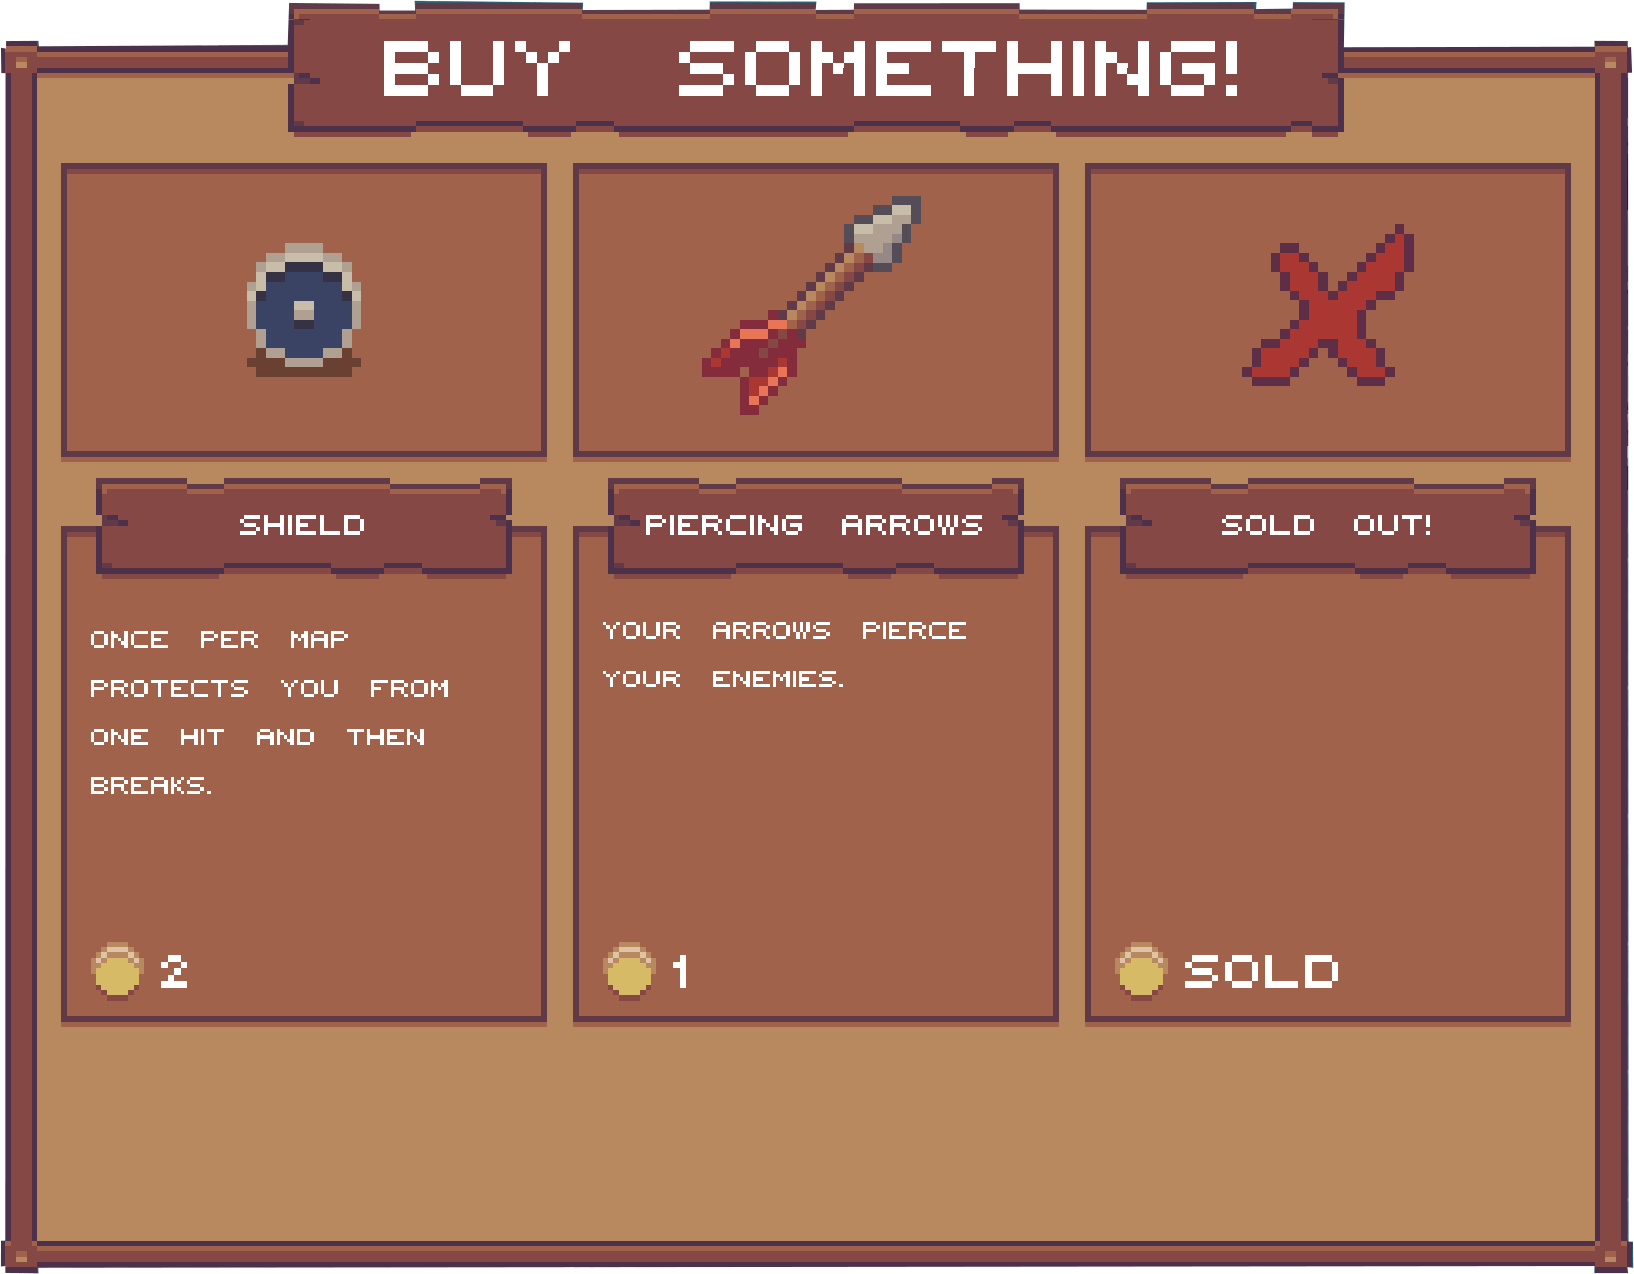 BUY SOMETHING!
SHIELD
ONCE PER MAP
PROTECTS YOU FROM
ONE HIT AND THEN
BREAKS.
2
PIERCING ARROWS
YOUR ARROWS PIERCE
YOUR ENEMIES.
1
SOLD OUT!
SOLD